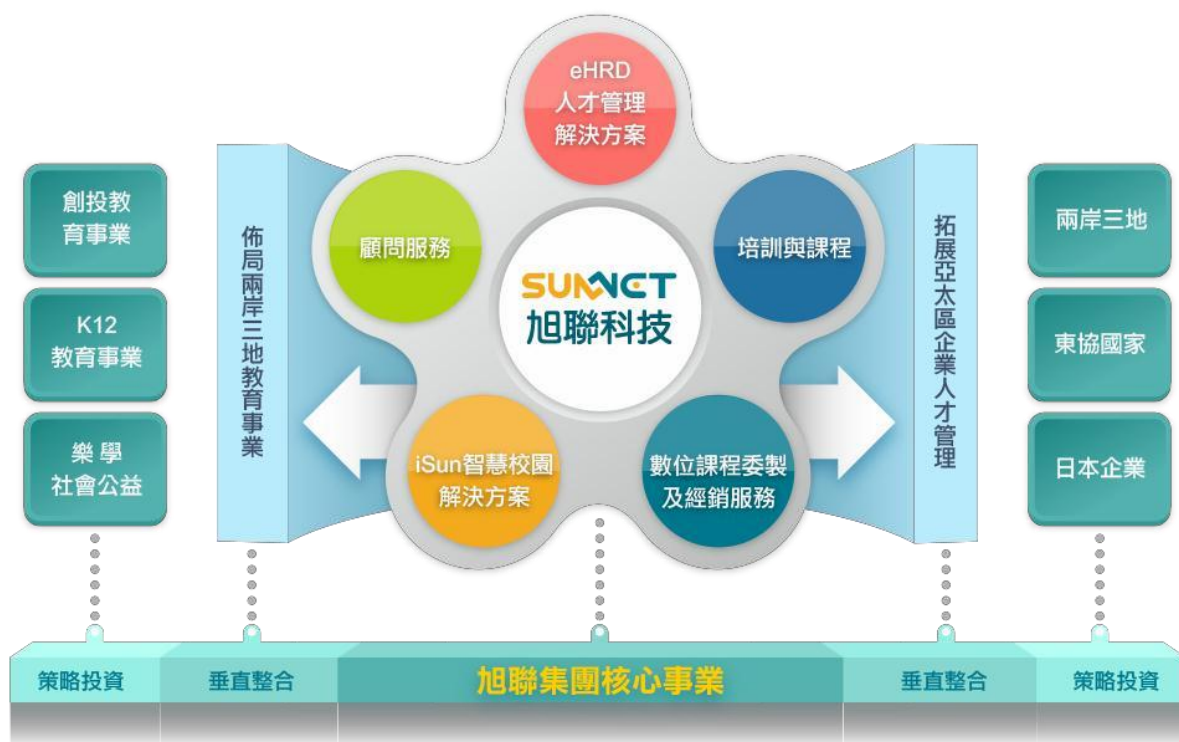 eHRD
人才管理
解決方案
顧問服務
培訓與課程
SUNNET
旭聯科技
iSun智慧校園
解決方案
數位課程委製
及經銷服務
佈局兩岸三地教育事業
拓展亞太區企業人才管理
創投教
育事業
K12
教育事業
樂 學
社會公益
兩岸三地
東協國家
日本企業
策略投資
垂直整合
旭聯集團核心事業
垂直整合
策略投資